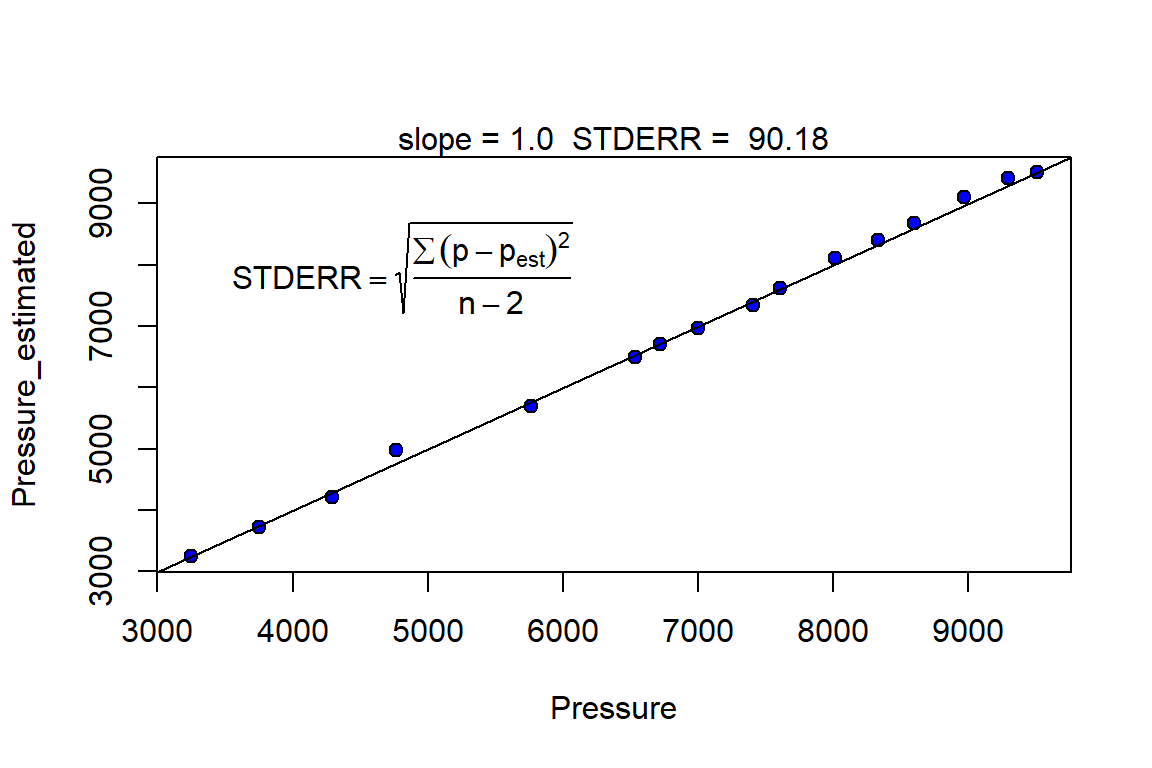 slope = 1.0  STDERR =  90.18
Pressure_estimated
9000
7000
5000
3000
STDERR = √(∑(p − p_est)² / (n − 2))
3000 4000 5000 6000 7000 8000 9000
Pressure